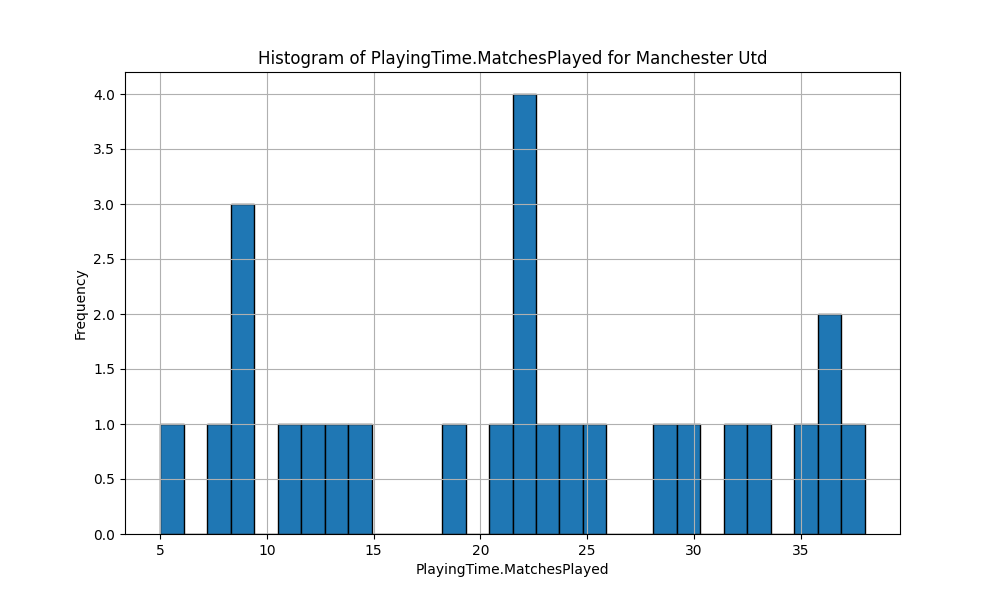 Histogram of PlayingTime.MatchesPlayed for Manchester Utd
4.0
3.5
3.0
2.5
2.0
1.5
1.0
0.5
0.0
Frequency
5 10 15 20 25 30 35
PlayingTime.MatchesPlayed